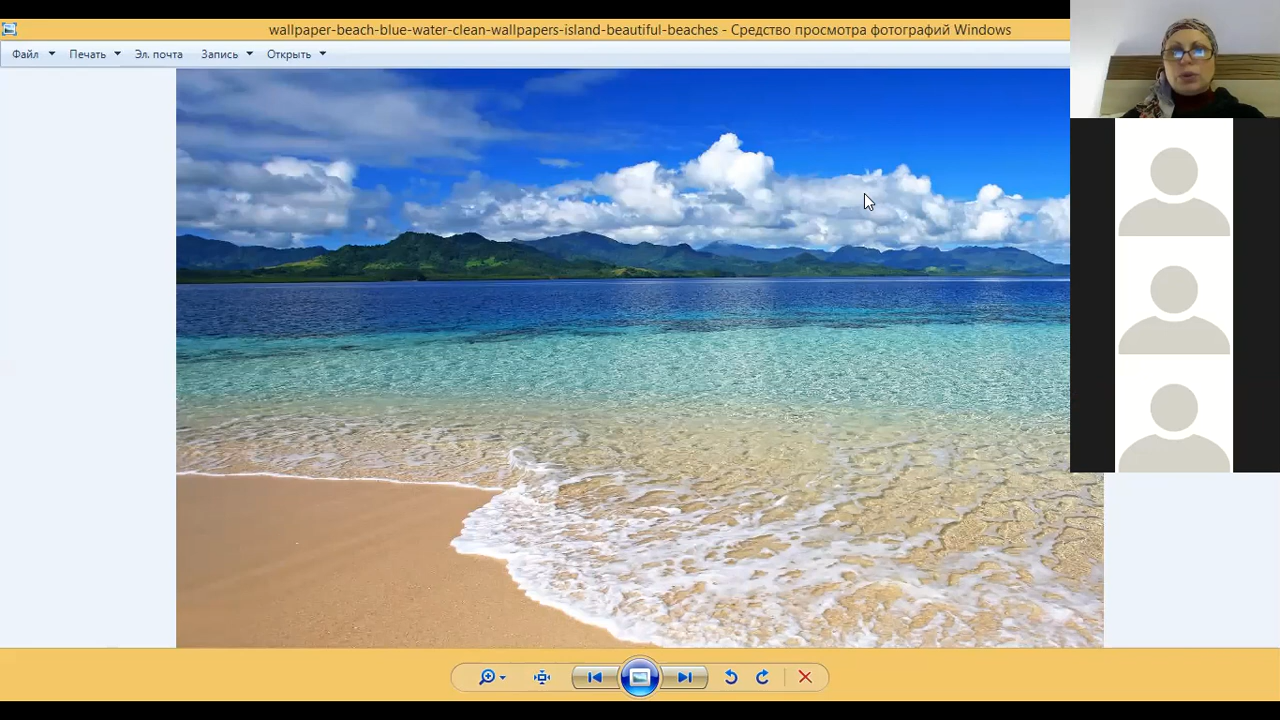 wallpaper-beach-blue-water-clean-wallpapers-island-beautiful-beaches - Средство просмотра фотографий Windows
Файл Печать Эл. почта Запись Открыть